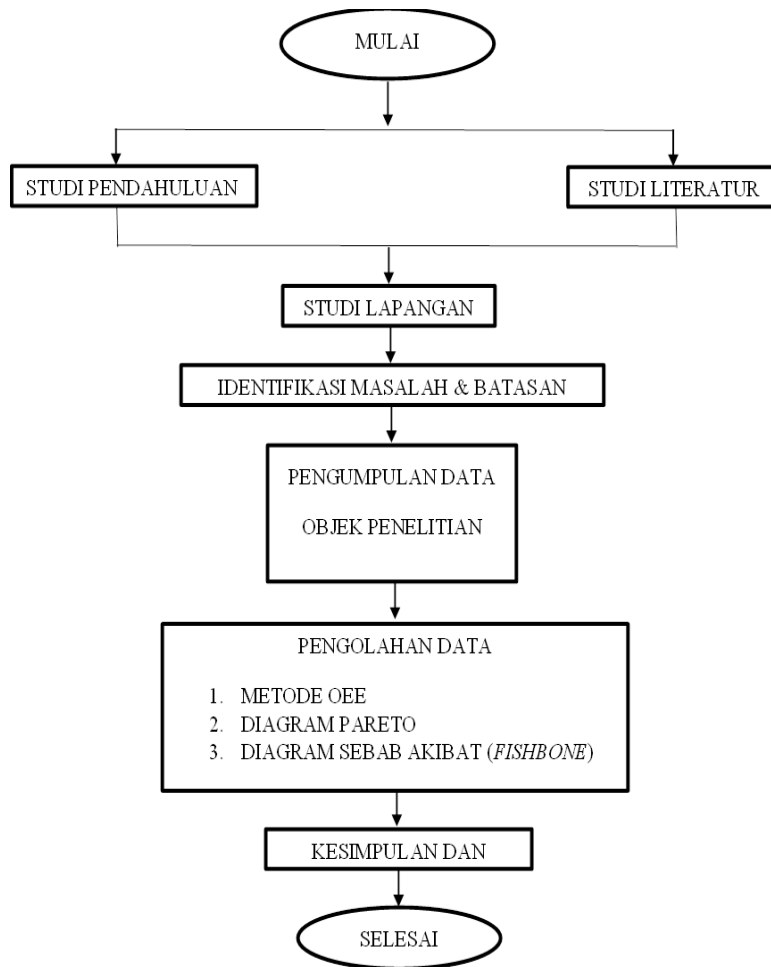 MULAI
STUDI PENDAHULUAN
STUDI LITERATUR
STUDI LAPANGAN
IDENTIFIKASI MASALAH & BATASAN
PENGUMPULAN DATA
OBJEK PENELITIAN
PENGOLAHAN DATA
1. METODE OEE
2. DIAGRAM PARETO
3. DIAGRAM SEBAB AKIBAT (FISHBONE)
KESIMPULAN DAN
SELESAI